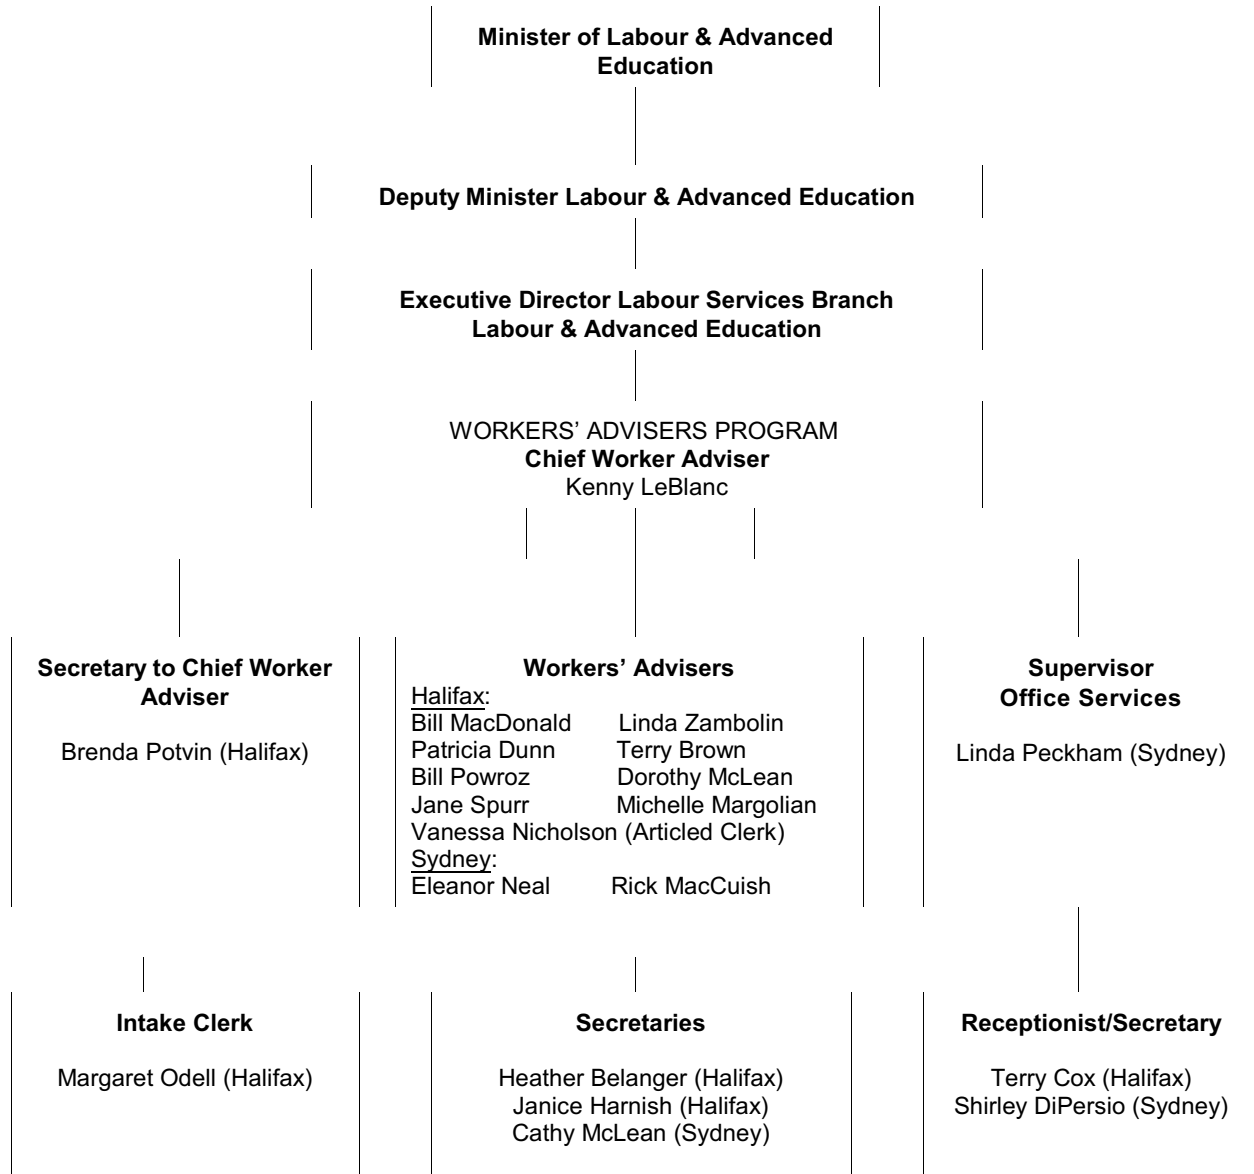 Minister of Labour & Advanced
Education
Deputy Minister Labour & Advanced Education
Executive Director Labour Services Branch
Labour & Advanced Education
WORKERS’ ADVISERS PROGRAM
Chief Worker Adviser
Kenny LeBlanc
Secretary to Chief Worker
Adviser
Brenda Potvin (Halifax)
Workers’ Advisers
Halifax:
Bill MacDonald Linda Zambolin
Patricia Dunn Terry Brown
Bill Powroz Dorothy McLean
Jane Spurr Michelle Margolian
Vanessa Nicholson (Articled Clerk)
Sydney:
Eleanor Neal Rick MacCuish
Supervisor
Office Services
Linda Peckham (Sydney)
Intake Clerk
Margaret Odell (Halifax)
Secretaries
Heather Belanger (Halifax)
Janice Harnish (Halifax)
Cathy McLean (Sydney)
Receptionist/Secretary
Terry Cox (Halifax)
Shirley DiPersio (Sydney)